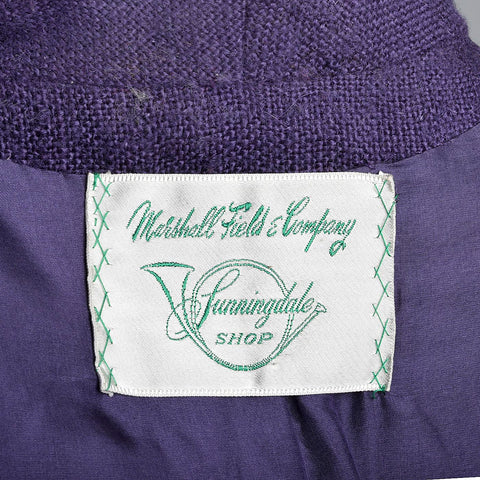 Marshall Field & Company
Sunningdale
SHOP